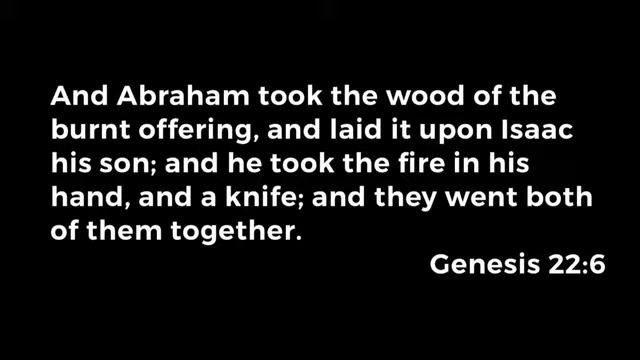 And Abraham took the wood of the
burnt offering, and laid it upon Isaac
his son; and he took the fire in his
hand, and a knife; and they went both
of them together.
Genesis 22:6